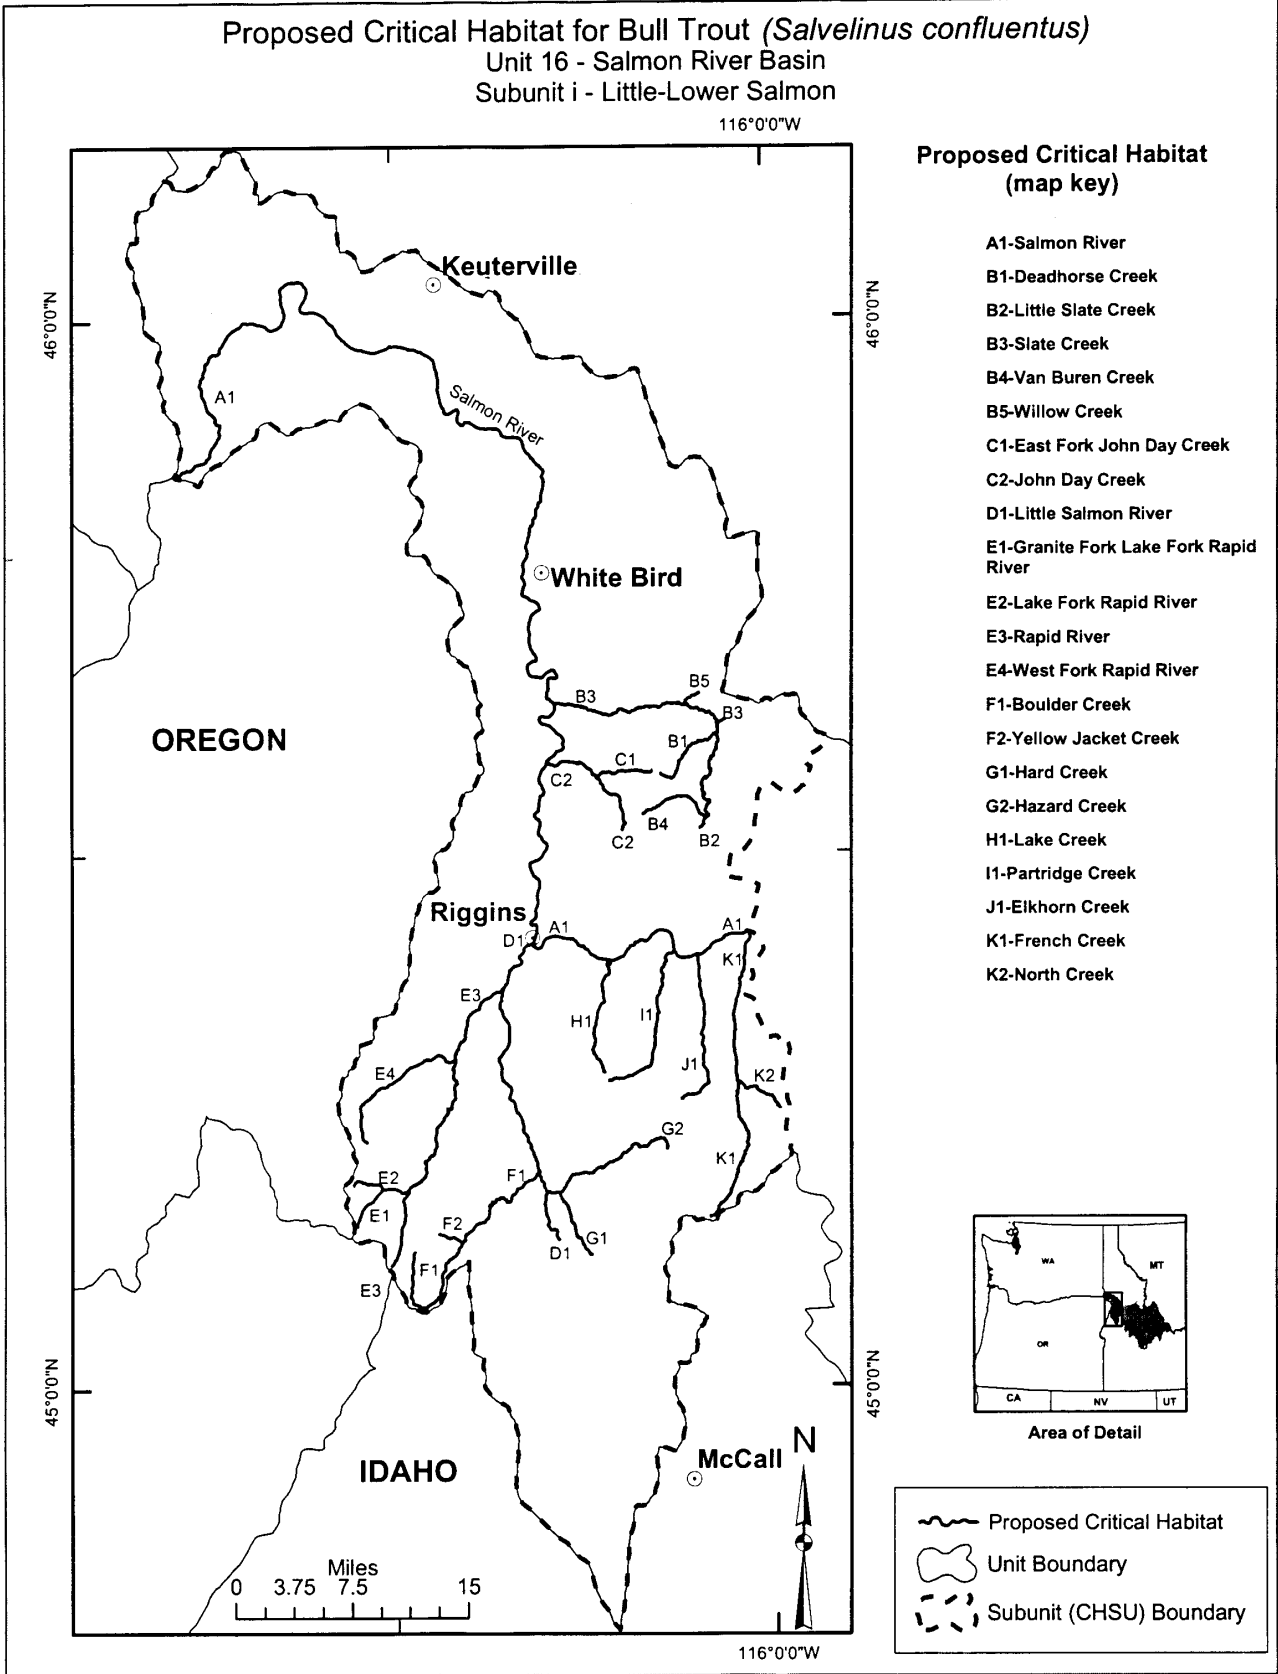 Proposed Critical Habitat for Bull Trout (Salvelinus confluentus)
Unit 16 - Salmon River Basin
Subunit i - Little-Lower Salmon
116°0'0"W
Proposed Critical Habitat
(map key)
A1-Salmon River
B1-Deadhorse Creek
B2-Little Slate Creek
B3-Slate Creek
B4-Van Buren Creek
B5-Willow Creek
C1-East Fork John Day Creek
C2-John Day Creek
D1-Little Salmon River
E1-Granite Fork Lake Fork Rapid
River
E2-Lake Fork Rapid River
E3-Rapid River
E4-West Fork Rapid River
F1-Boulder Creek
F2-Yellow Jacket Creek
G1-Hard Creek
G2-Hazard Creek
H1-Lake Creek
I1-Partridge Creek
J1-Elkhorn Creek
K1-French Creek
K2-North Creek
Keuterville
46°0'0"N
46°0'0"N
A1
Salmon River
White Bird
B5
B3
B3
B1
C1
C2
B4
C2
B2
OREGON
Riggins
D1
A1
A1
K1
E3
H1
I1
J1
E4
K2
G2
K1
F1
E2
E1
F2
D1
G1
F1
E3
45°0'0"N
45°0'0"N
McCall
N
IDAHO
Miles
0 3.75 7.5 15
116°0'0"W
WA
MT
OR
CA
NV
UT
Area of Detail
Proposed Critical Habitat
Unit Boundary
Subunit (CHSU) Boundary